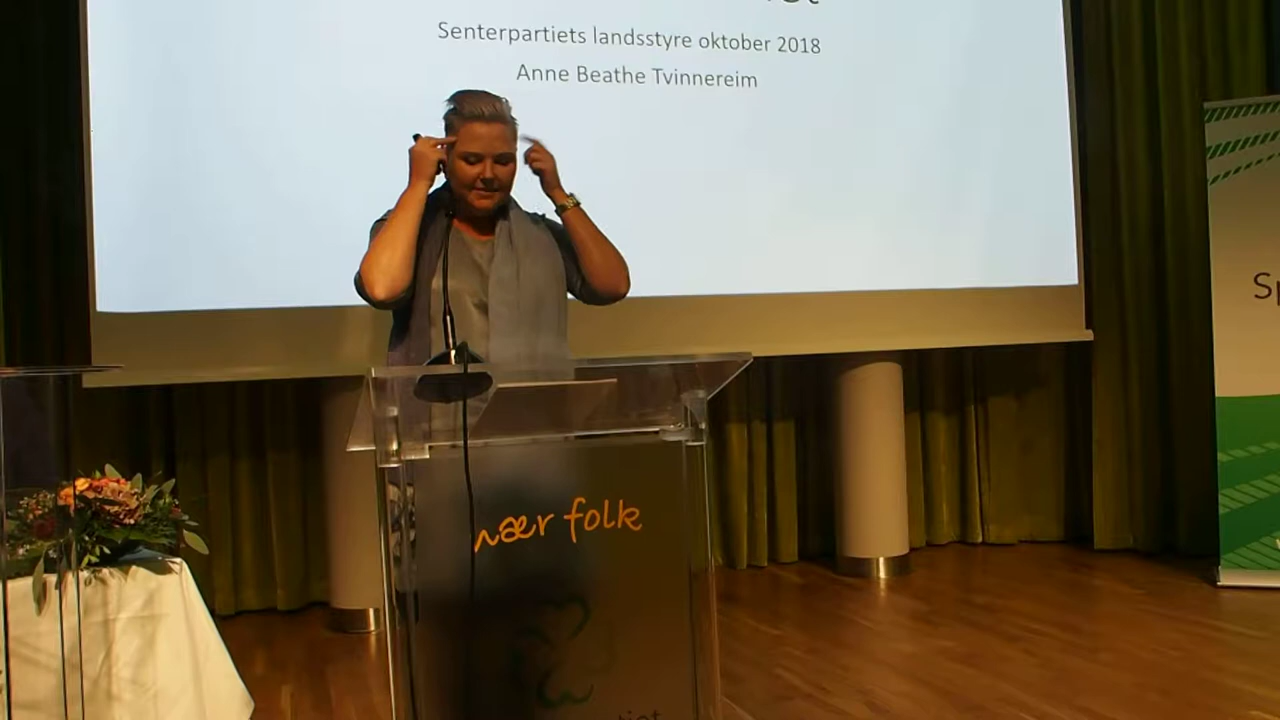 Senterpartiets landsstyre oktober 2018
Anne Beathe Tvinnereim
nær folk